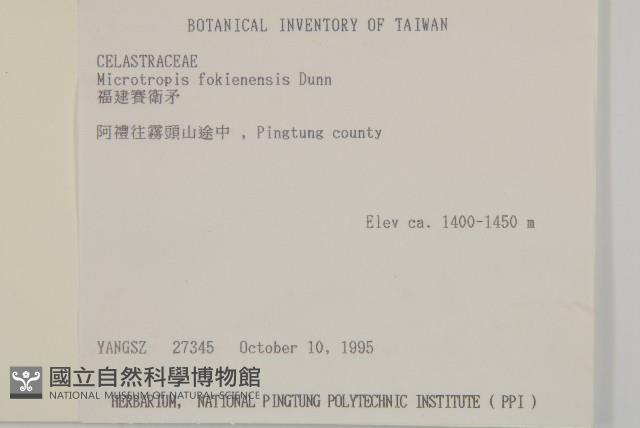 BOTANICAL INVENTORY OF TAIWAN
CELASTRACEAE
Microtropis fokienensis Dunn
福建賽衛矛
阿禮往霧頭山途中 , Pingtung county
Elev ca. 1400-1450 m
YANGSZ 27345 October 10, 1995
國立自然科學博物館
NATIONAL MUSEUM OF NATURAL SCIENCE
HERBARIUM, NATIONAL PINGTUNG POLYTECHNIC INSTITUTE ( PPI )